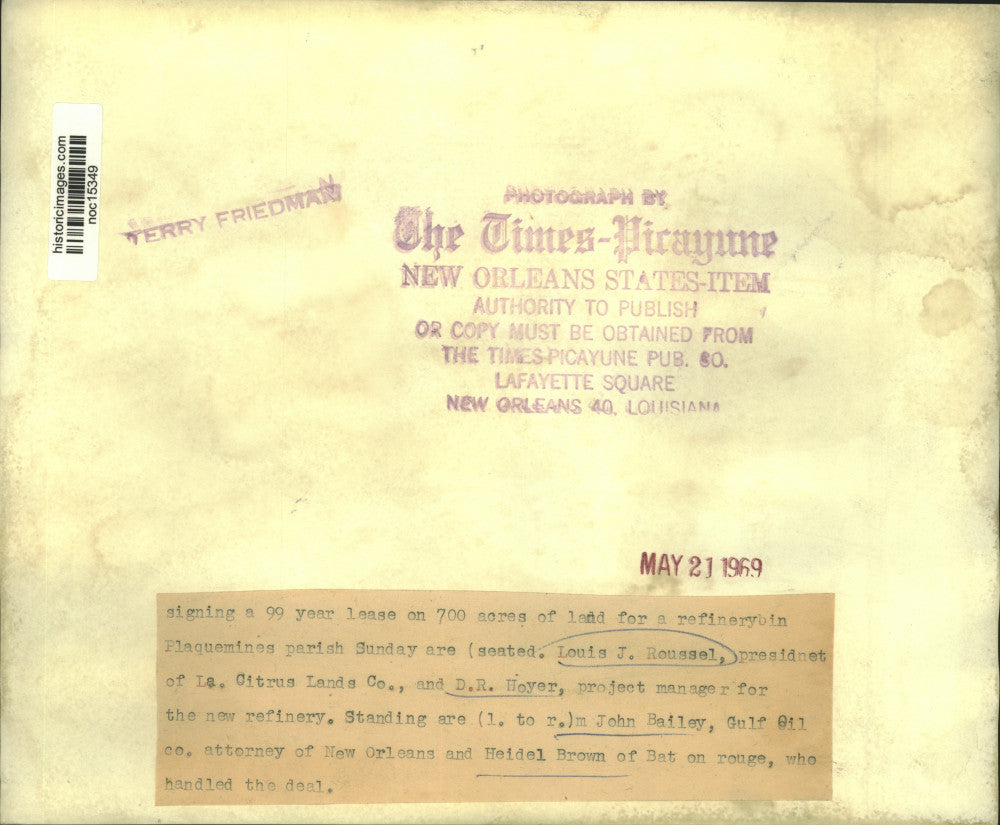 historicimages.com
noc15349
TERRY FRIEDMAN
PHOTOGRAPH BY
The Times-Picayune
NEW ORLEANS STATES-ITEM
AUTHORITY TO PUBLISH
OR COPY MUST BE OBTAINED FROM
THE TIMES-PICAYUNE PUB. CO.
LAFAYETTE SQUARE
NEW ORLEANS 40, LOUISIANA
MAY 21 1969
signing a 99 year lease on 700 acres of land for a refinerybin
Plaquemines parish Sunday are (seated. Louis J. Roussel, presidnet
of La. Citrus Lands Co., and D.R. Hoyer, project manager for
the new refinery. Standing are (l. to r.)m John Bailey, Gulf Oil
co. attorney of New Orleans and Heidel Brown of Bat on rouge, who
handled the deal.